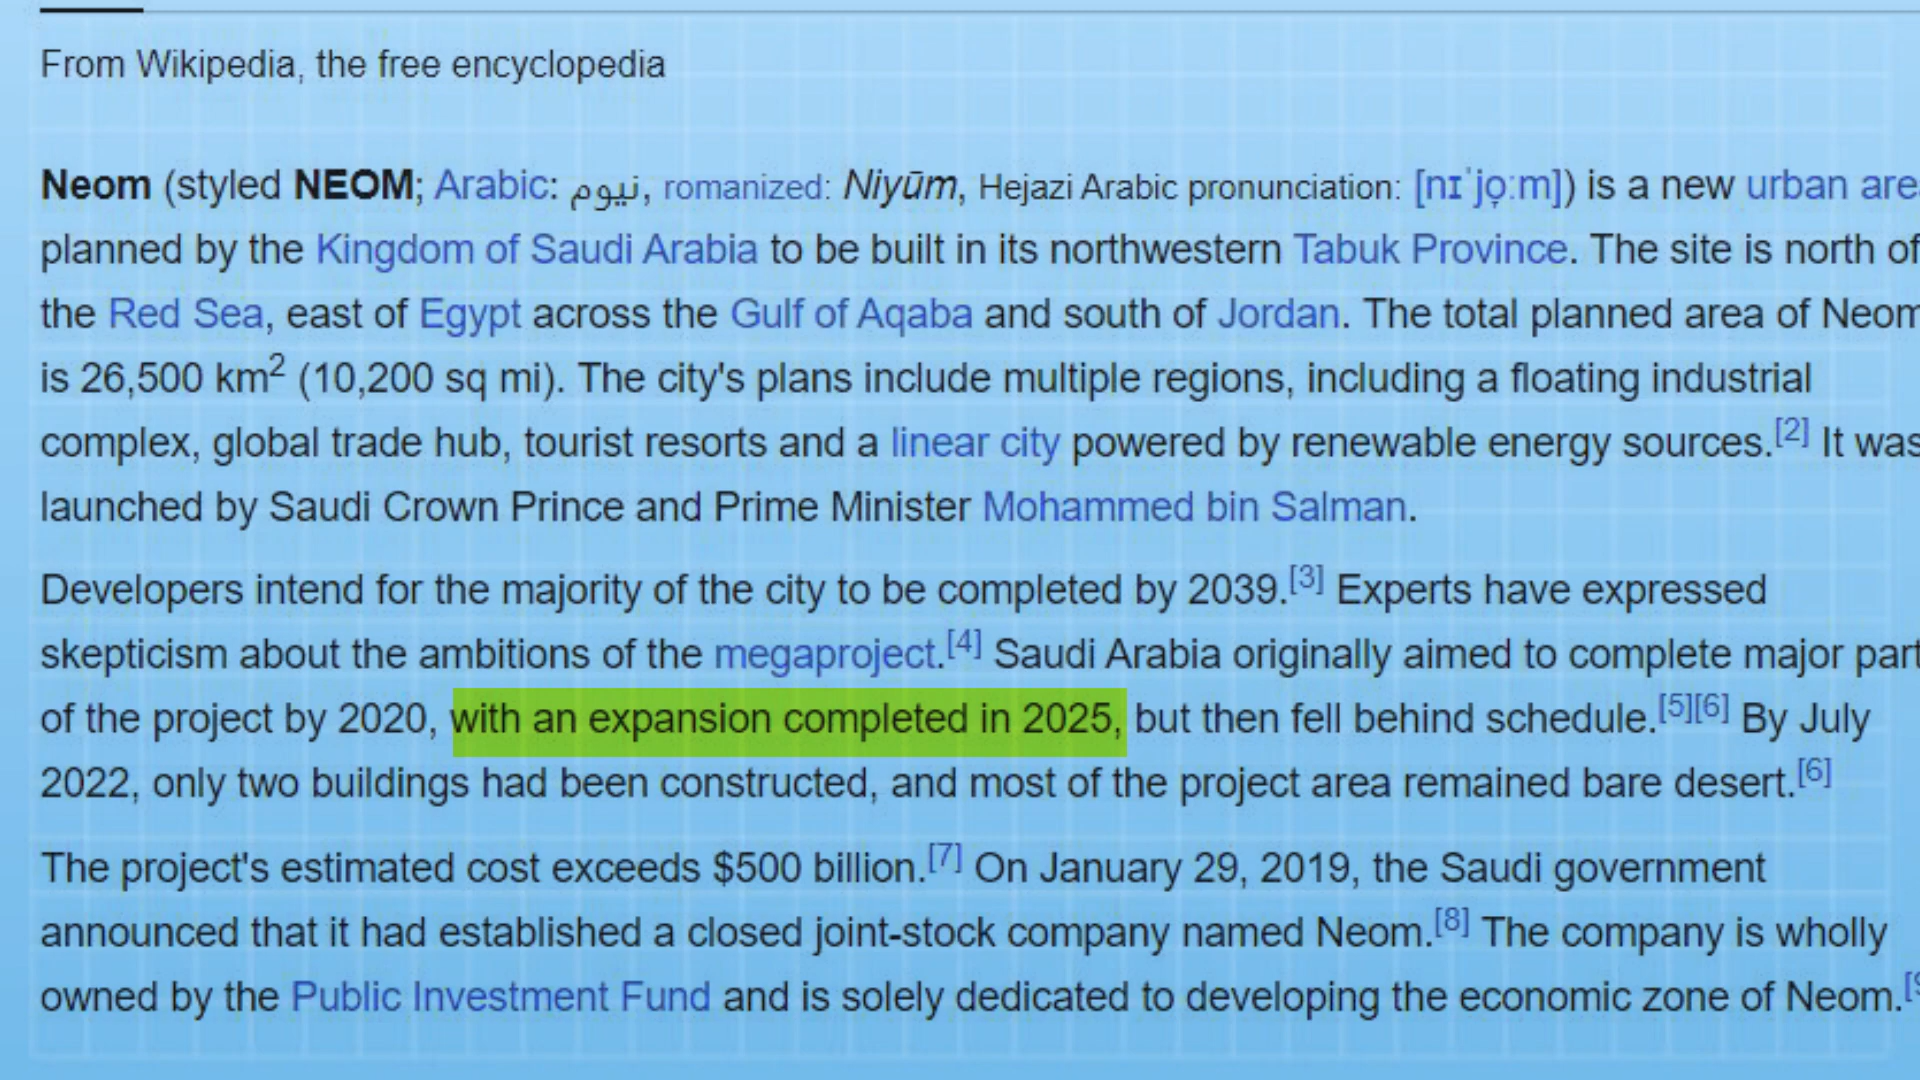 From Wikipedia, the free encyclopedia
Neom (styled NEOM; Arabic: نيوم, romanized: Niyūm, Hejazi Arabic pronunciation: [nɪˈjo̞ːm]) is a new urban are
planned by the Kingdom of Saudi Arabia to be built in its northwestern Tabuk Province. The site is north of
the Red Sea, east of Egypt across the Gulf of Aqaba and south of Jordan. The total planned area of Neom
is 26,500 km² (10,200 sq mi). The city's plans include multiple regions, including a floating industrial
complex, global trade hub, tourist resorts and a linear city powered by renewable energy sources.[2] It was
launched by Saudi Crown Prince and Prime Minister Mohammed bin Salman.
Developers intend for the majority of the city to be completed by 2039.[3] Experts have expressed
skepticism about the ambitions of the megaproject.[4] Saudi Arabia originally aimed to complete major part
of the project by 2020, with an expansion completed in 2025, but then fell behind schedule.[5][6] By July
2022, only two buildings had been constructed, and most of the project area remained bare desert.[6]
The project's estimated cost exceeds $500 billion.[7] On January 29, 2019, the Saudi government
announced that it had established a closed joint-stock company named Neom.[8] The company is wholly
owned by the Public Investment Fund and is solely dedicated to developing the economic zone of Neom.[9